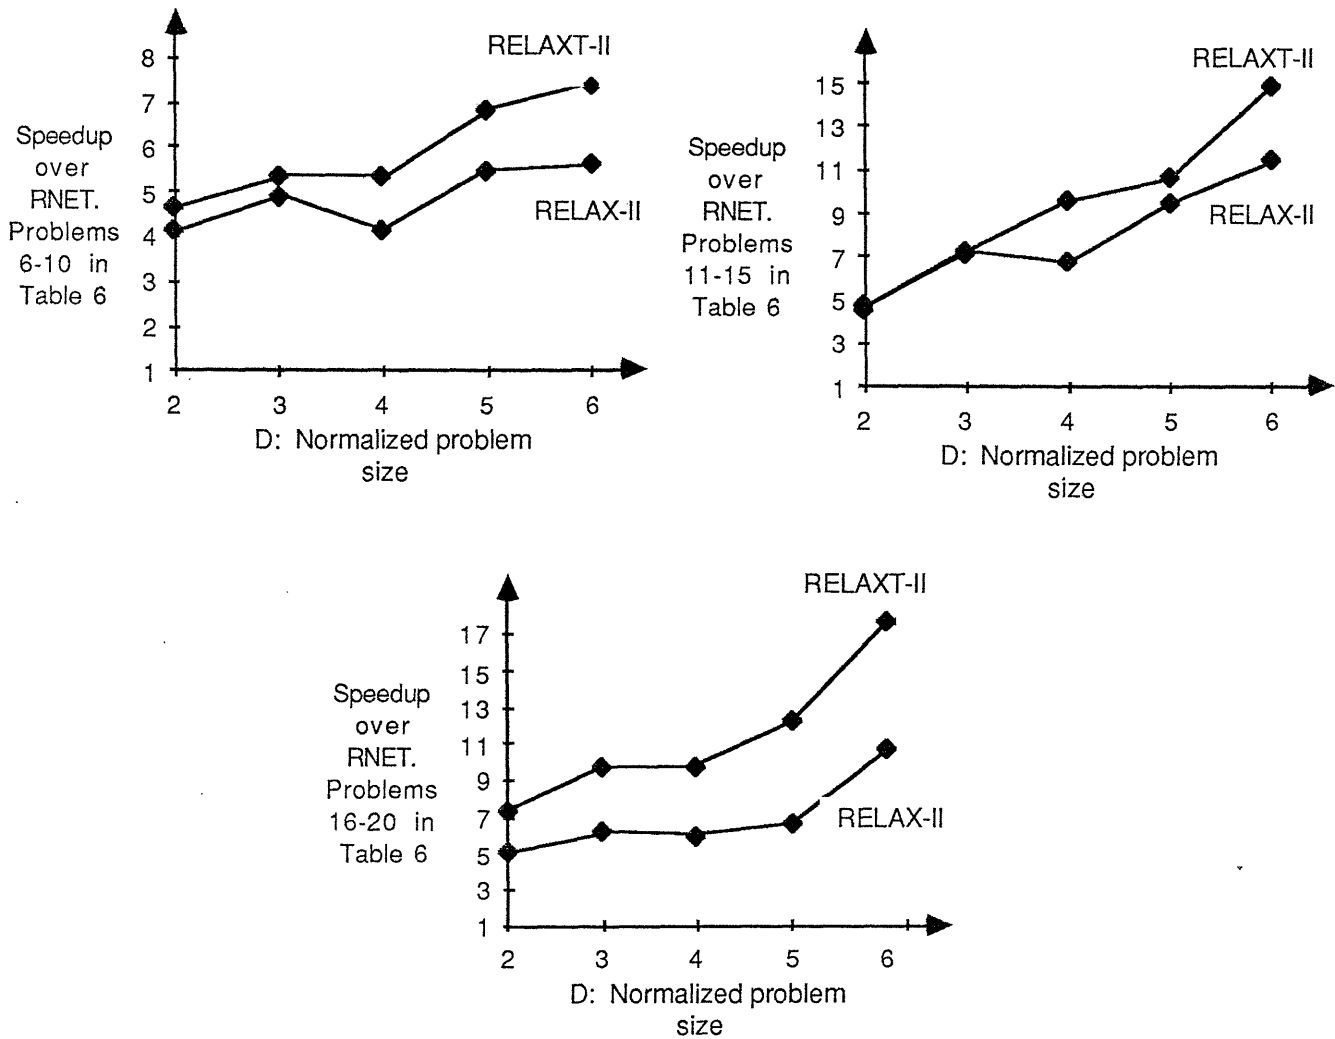 RELAXT-II
8
7
6
5
4
3
2
1
Speedup
over
RNET.
Problems
6-10 in
Table 6
RELAX-II
2 3 4 5 6
D: Normalized problem
size
RELAXT-II
15
13
11
9
7
5
3
1
Speedup
over
RNET.
Problems
11-15 in
Table 6
RELAX-II
2 3 4 5 6
D: Normalized problem
size
RELAXT-II
17
15
13
11
9
7
5
3
1
Speedup
over
RNET.
Problems
16-20 in
Table 6
RELAX-II
2 3 4 5 6
D: Normalized problem
size